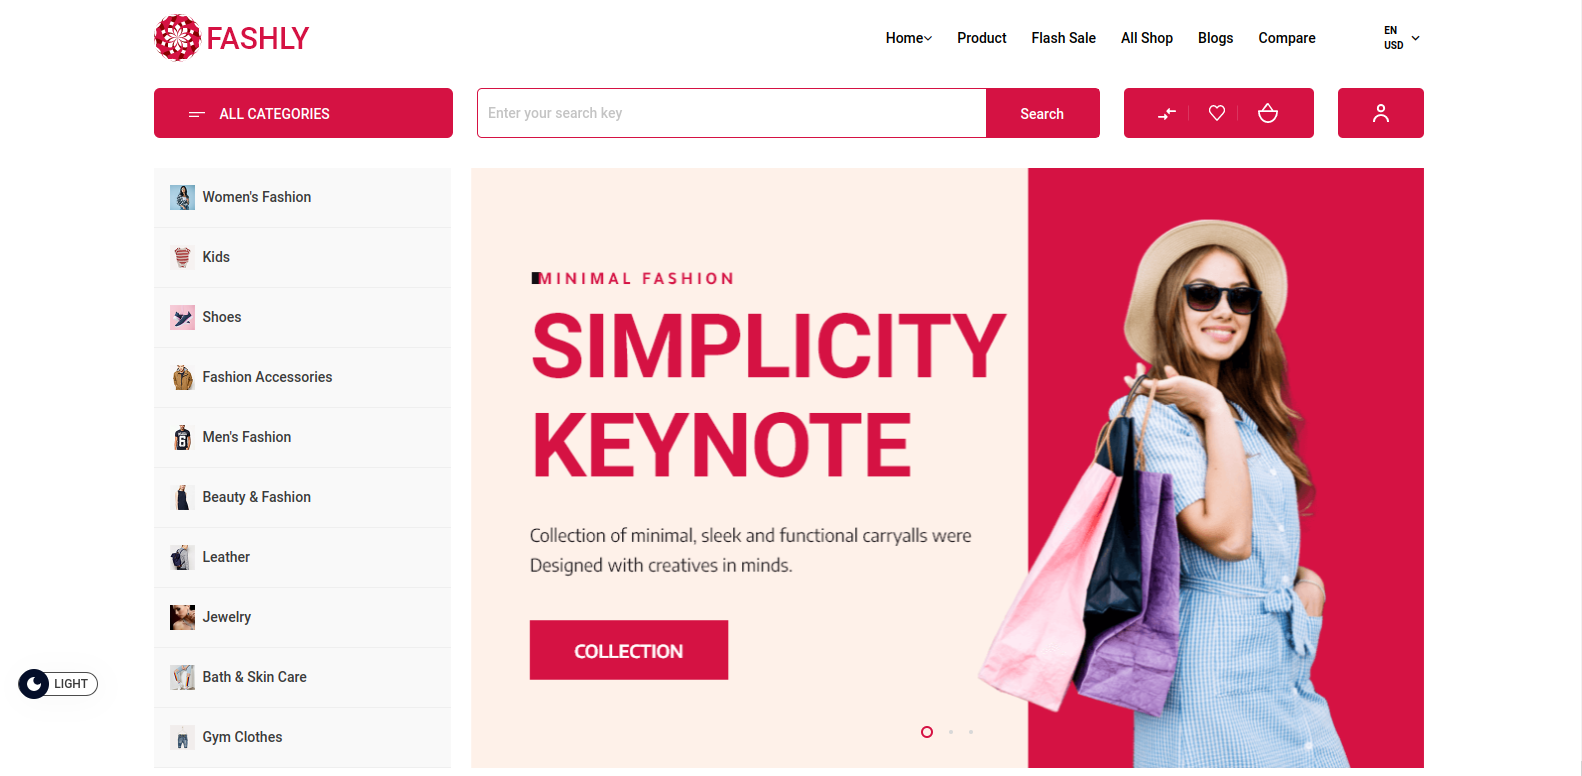 FASHLY
Home
Product
Flash Sale
All Shop
Blogs
Compare
EN
USD
ALL CATEGORIES
Enter your search key
Search
Women's Fashion
Kids
Shoes
Fashion Accessories
Men's Fashion
Beauty & Fashion
Leather
Jewelry
Bath & Skin Care
Gym Clothes
MINIMAL FASHION
SIMPLICITY
KEYNOTE
Collection of minimal, sleek and functional carryalls were
Designed with creatives in minds.
COLLECTION
6
LIGHT